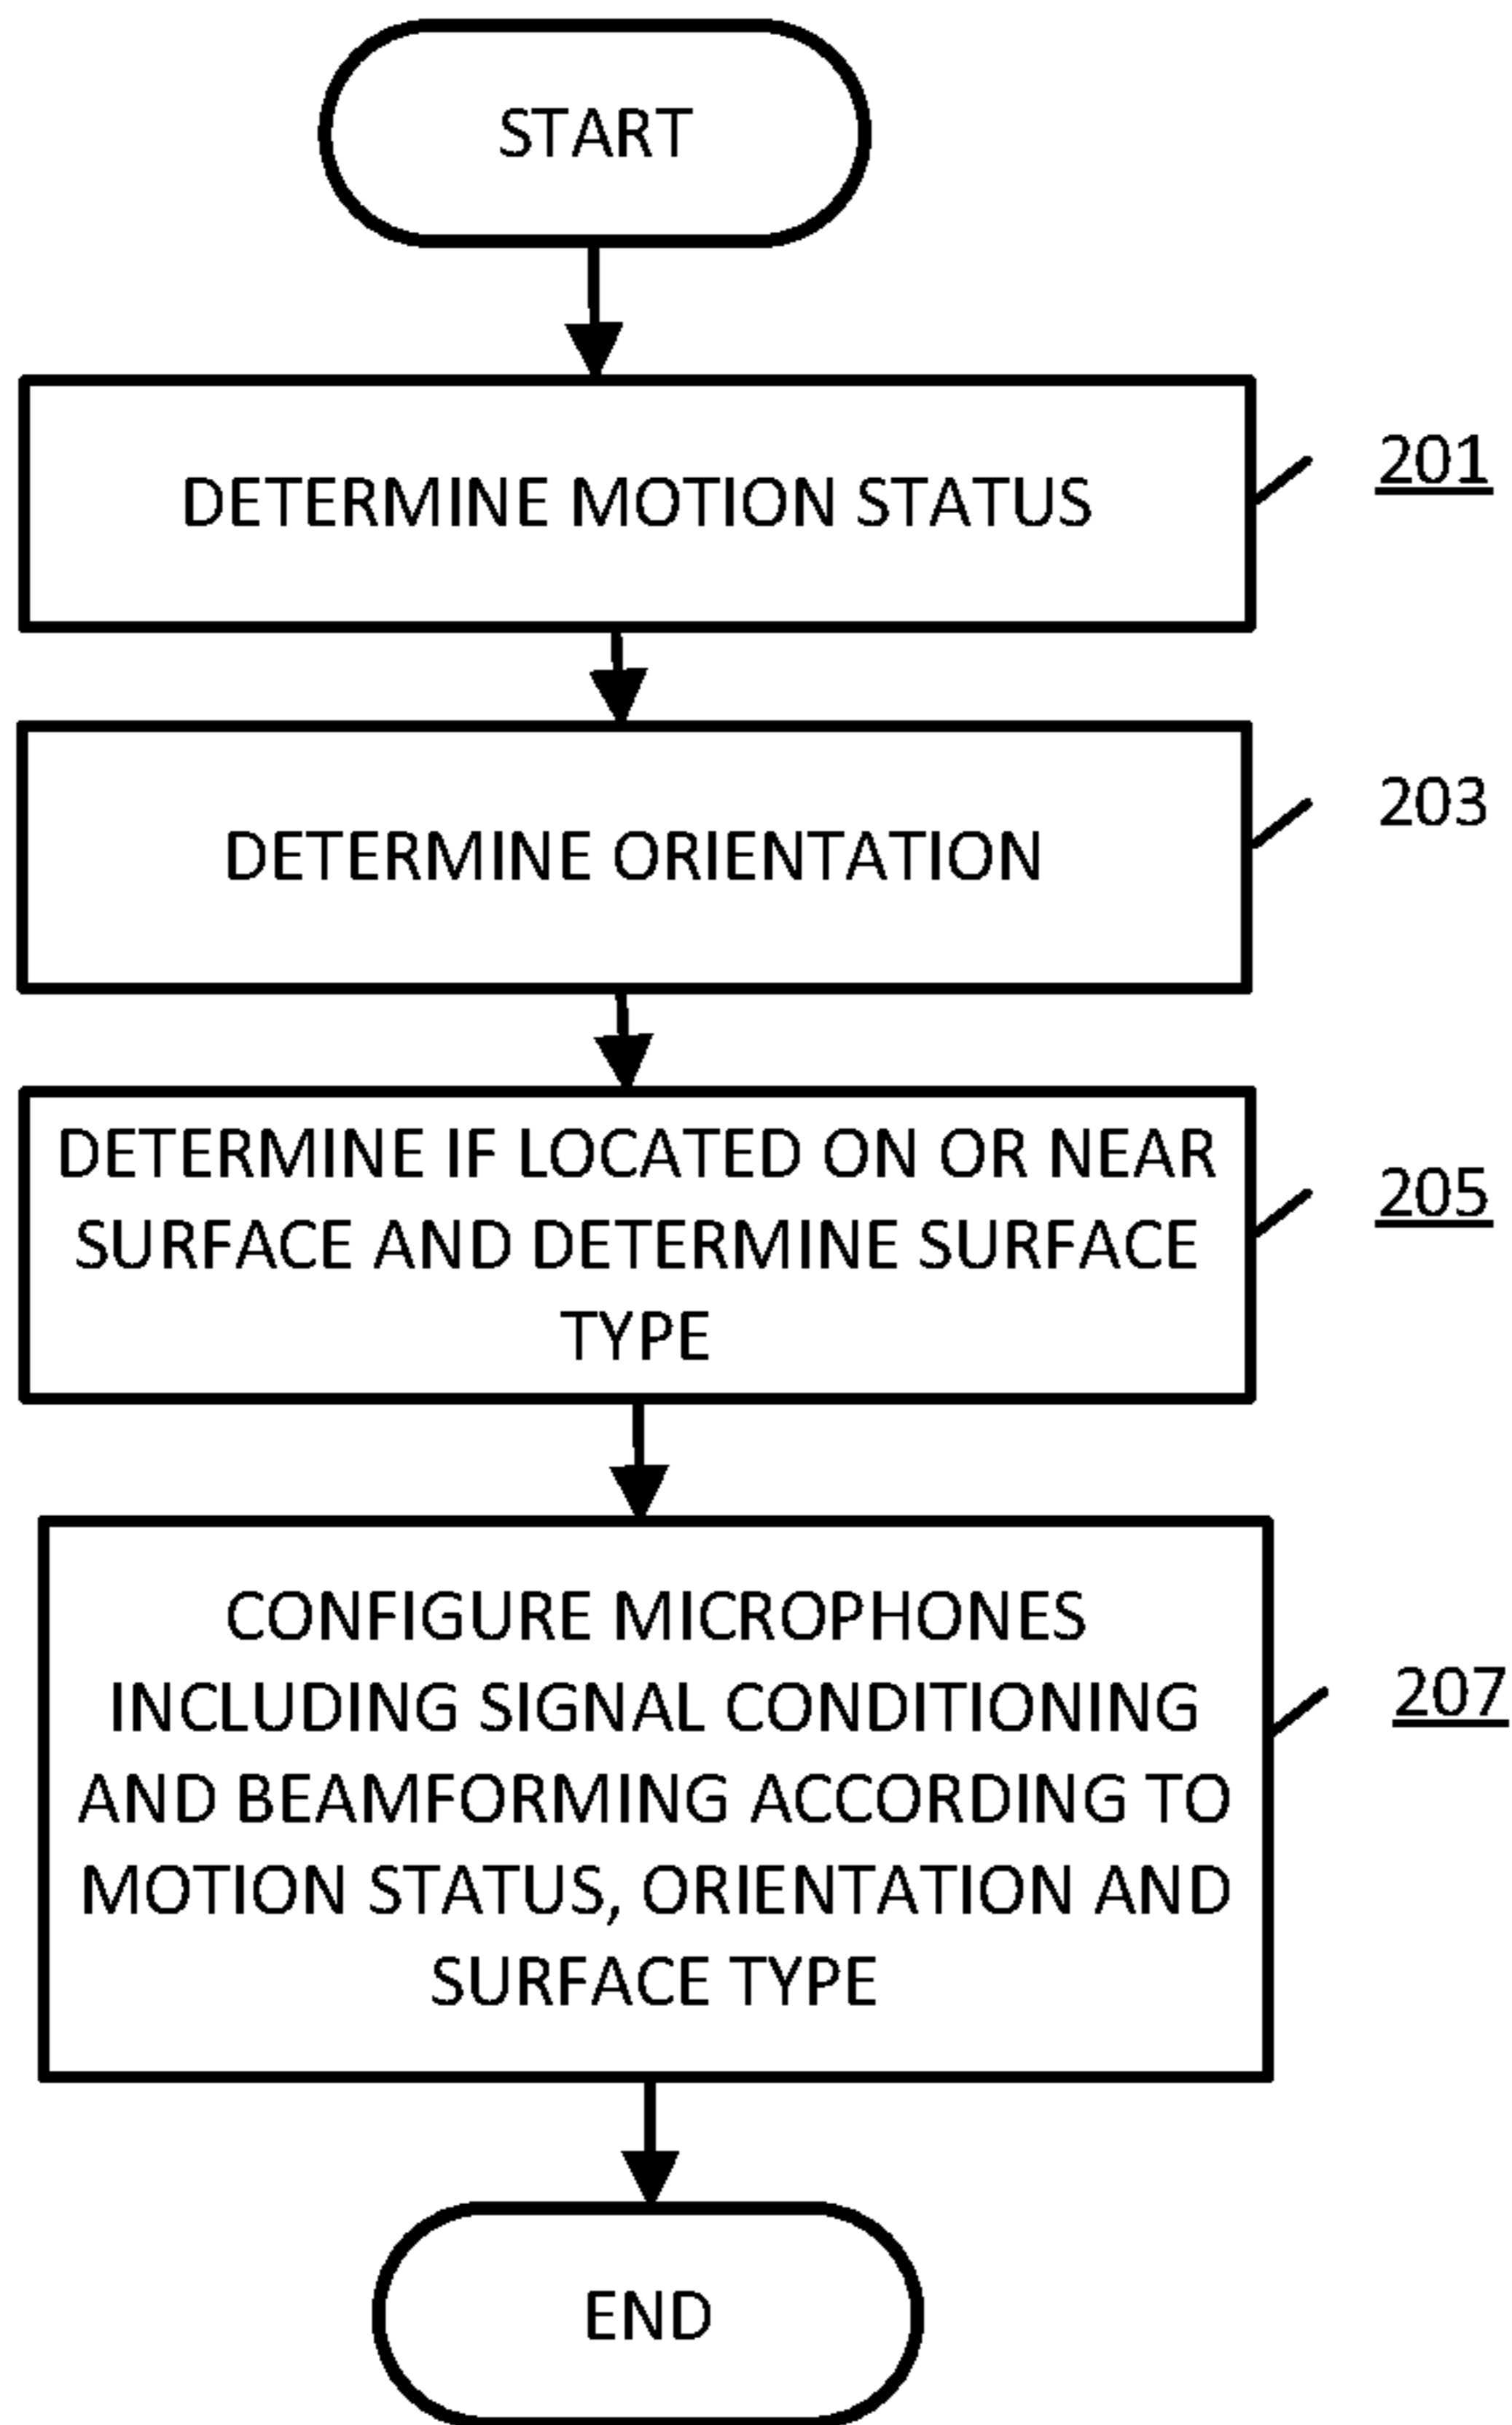 START
DETERMINE MOTION STATUS
201
DETERMINE ORIENTATION
203
DETERMINE IF LOCATED ON OR NEAR
SURFACE AND DETERMINE SURFACE
TYPE
205
CONFIGURE MICROPHONES
INCLUDING SIGNAL CONDITIONING
AND BEAMFORMING ACCORDING TO
MOTION STATUS, ORIENTATION AND
SURFACE TYPE
207
END